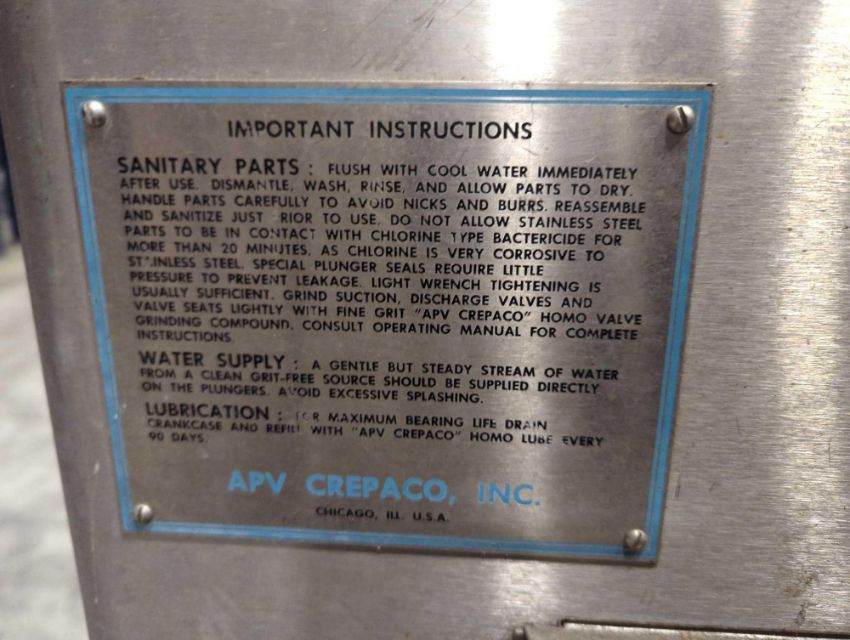 IMPORTANT INSTRUCTIONS
SANITARY PARTS : FLUSH WITH COOL WATER IMMEDIATELY
AFTER USE. DISMANTLE, WASH, RINSE, AND ALLOW PARTS TO DRY.
HANDLE PARTS CAREFULLY TO AVOID NICKS AND BURRS. REASSEMBLE
AND SANITIZE JUST PRIOR TO USE. DO NOT ALLOW STAINLESS STEEL
PARTS TO BE IN CONTACT WITH CHLORINE TYPE BACTERICIDE FOR
MORE THAN 20 MINUTES, AS CHLORINE IS VERY CORROSIVE TO
STAINLESS STEEL. SPECIAL PLUNGER SEALS REQUIRE LITTLE
PRESSURE TO PREVENT LEAKAGE. LIGHT WRENCH TIGHTENING IS
USUALLY SUFFICIENT. GRIND SUCTION, DISCHARGE VALVES AND
VALVE SEATS LIGHTLY WITH FINE GRIT "APV CREPACO" HOMO VALVE
GRINDING COMPOUND. CONSULT OPERATING MANUAL FOR COMPLETE
INSTRUCTIONS.
WATER SUPPLY : A GENTLE BUT STEADY STREAM OF WATER
FROM A CLEAN GRIT-FREE SOURCE SHOULD BE SUPPLIED DIRECTLY
ON THE PLUNGERS. AVOID EXCESSIVE SPLASHING.
LUBRICATION : FOR MAXIMUM BEARING LIFE DRAIN
CRANKCASE AND REFILL WITH "APV CREPACO" HOMO LUBE EVERY
90 DAYS.
APV CREPACO, INC.
CHICAGO, ILL. U.S.A.